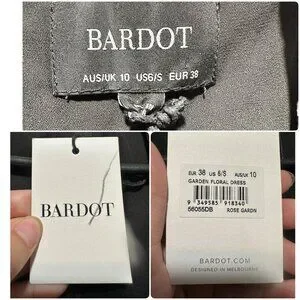 BARDOT
AUS/UK 10 US6/S EUR 38
BARDOT
EUR 38 US 6/S AUS/UK 10
GARDEN FLORAL DRESS
9 349585 918340
56055DB ROSE GARDN
BARDOT.COM
DESIGNED IN MELBOURNE